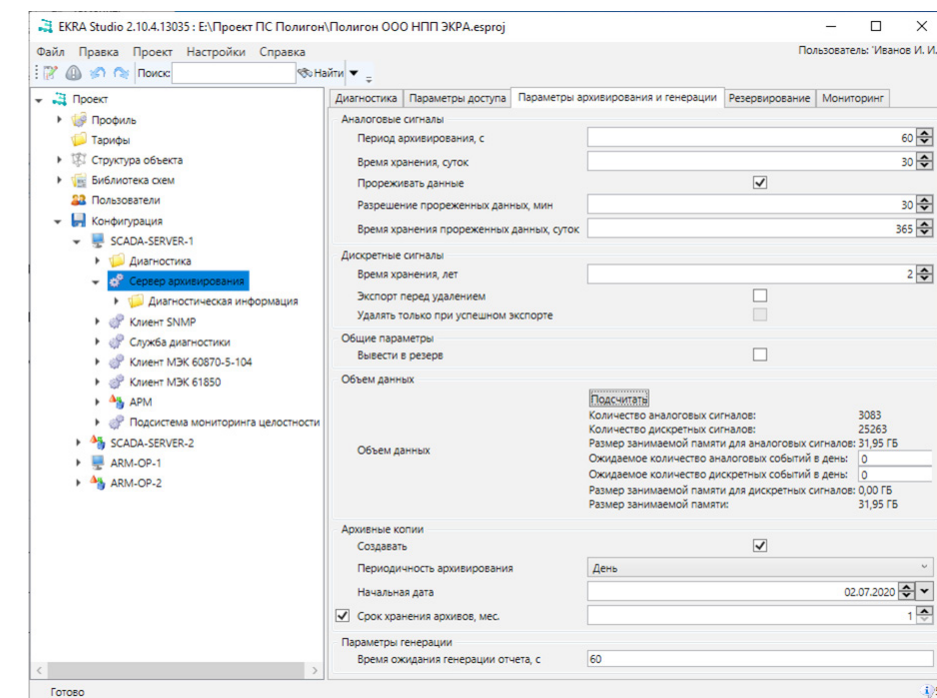 EKRA Studio 2.10.4.13035 : E:\Проект ПС Полигон\Полигон ООО НПП ЭКРА.esproj
Файл Правка Проект Настройки Справка
Пользователь: 'Иванов И. И.
Поиск: Найти
Проект
Профиль
Тарифы
Структура объекта
Библиотека схем
Пользователи
Конфигурация
SCADA-SERVER-1
Диагностика
Сервер архивирования
Диагностическая информация
Клиент SNMP
Служба диагностики
Клиент МЭК 60870-5-104
Клиент МЭК 61850
АРМ
Подсистема мониторинга целостности
SCADA-SERVER-2
ARM-OP-1
ARM-OP-2
Диагностика Параметры доступа Параметры архивирования и генерации Резервирование Мониторинг
Аналоговые сигналы
Период архивирования, с 60
Время хранения, суток 30
Прореживать данные
Разрешение прореженных данных, мин 30
Время хранения прореженных данных, суток 365
Дискретные сигналы
Время хранения, лет 2
Экспорт перед удалением
Удалять только при успешном экспорте
Общие параметры
Вывести в резерв
Объем данных
Объем данных
Подсчитать
Количество аналоговых сигналов: 3083
Количество дискретных сигналов: 25263
Размер занимаемой памяти для аналоговых сигналов: 31,95 ГБ
Ожидаемое количество аналоговых событий в день: 0
Ожидаемое количество дискретных событий в день: 0
Размер занимаемой памяти для дискретных сигналов: 0,00 ГБ
Размер занимаемой памяти: 31,95 ГБ
Архивные копии
Создавать
Периодичность архивирования День
Начальная дата 02.07.2020
Срок хранения архивов, мес. 1
Параметры генерации
Время ожидания генерации отчета, с 60
Готово